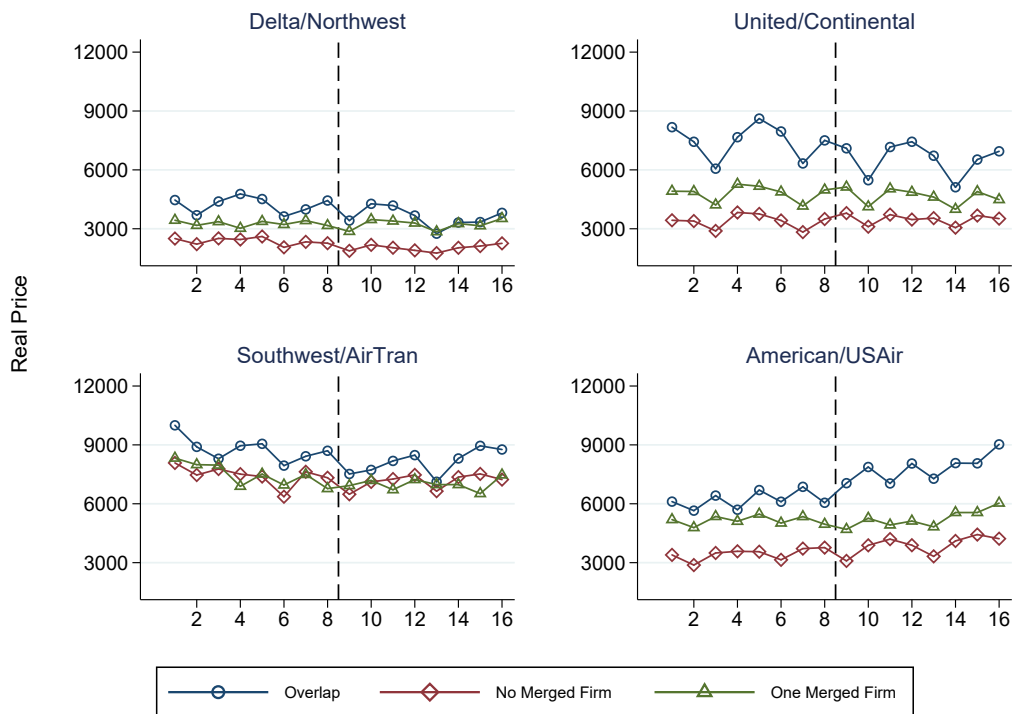 Delta/Northwest
12000
9000
6000
3000
2 4 6 8 10 12 14 16
United/Continental
12000
9000
6000
3000
2 4 6 8 10 12 14 16
Real Price
Southwest/AirTran
12000
9000
6000
3000
2 4 6 8 10 12 14 16
American/USAir
12000
9000
6000
3000
2 4 6 8 10 12 14 16
Overlap No Merged Firm One Merged Firm